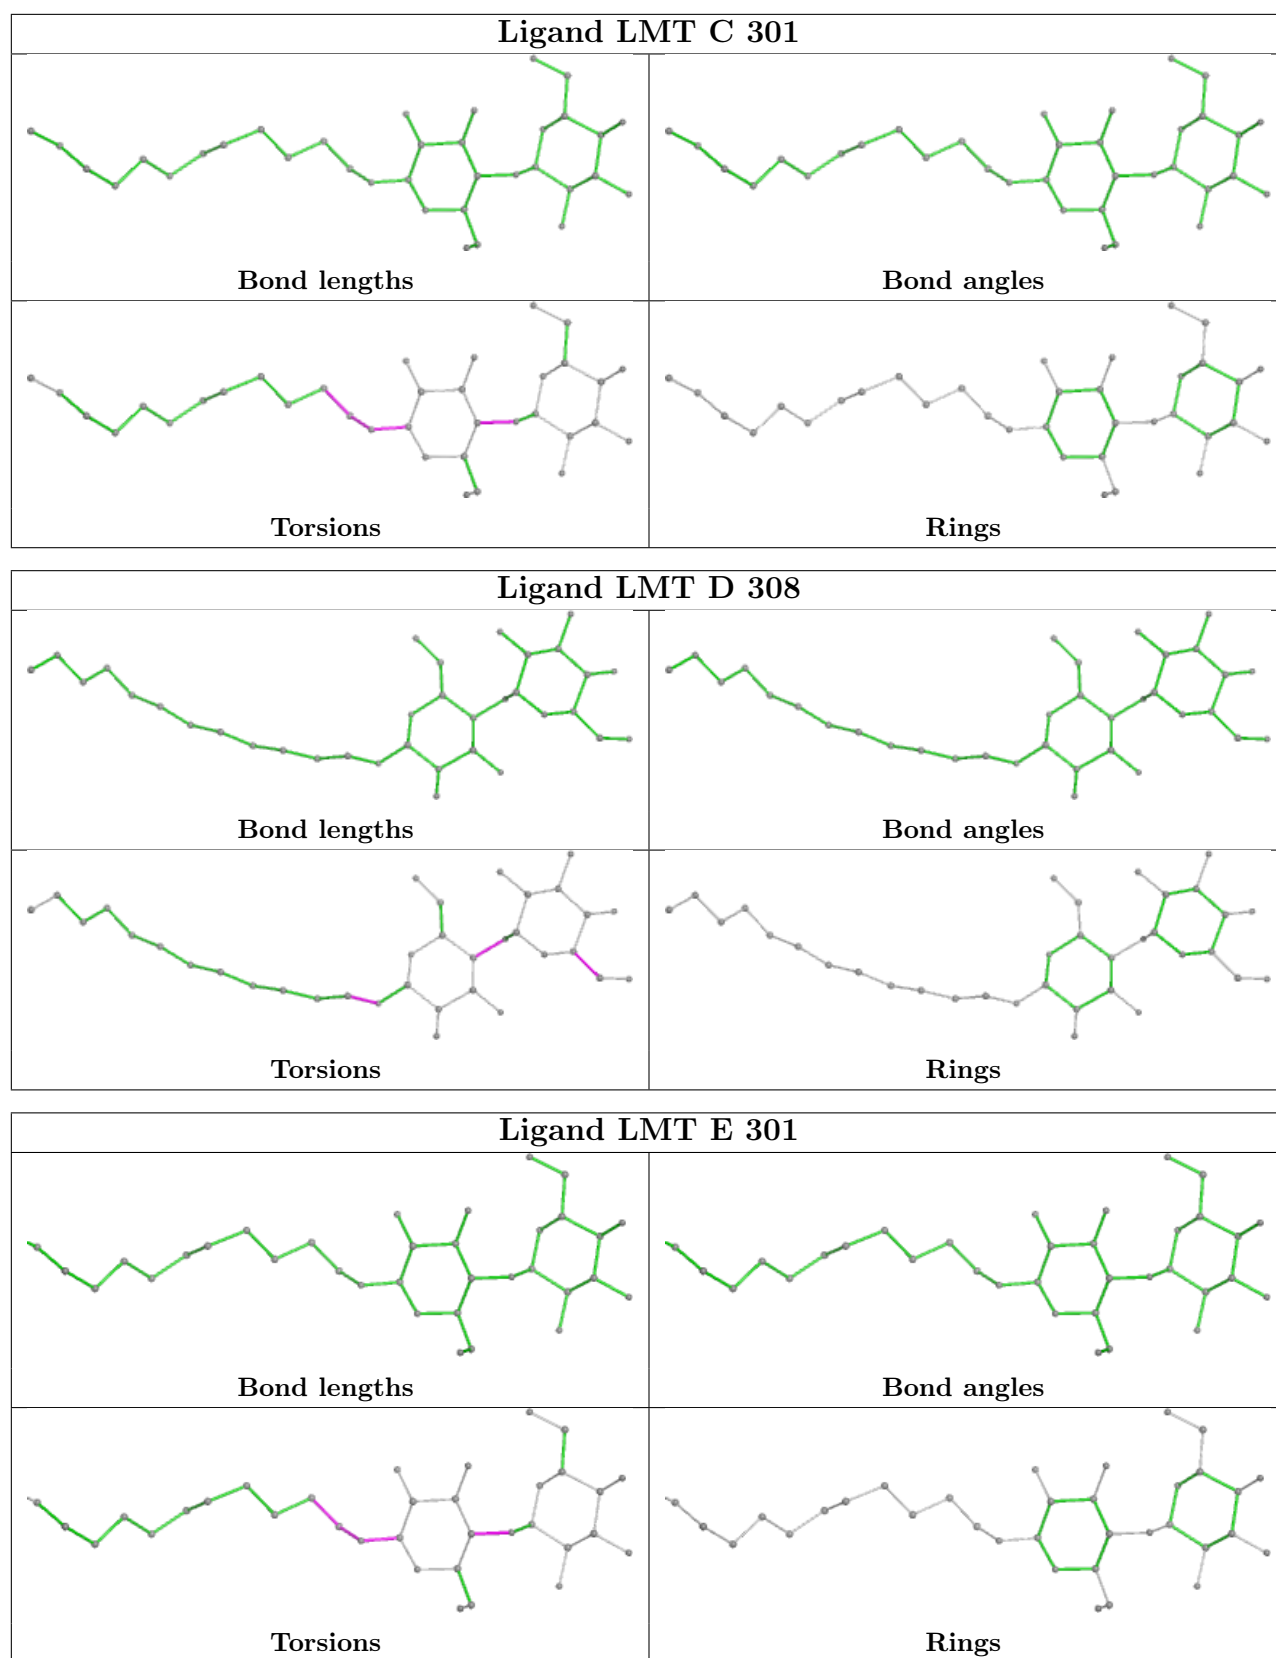 Ligand LMT C 301
Bond lengths
Bond angles
Torsions
Rings
Ligand LMT D 308
Bond lengths
Bond angles
Torsions
Rings
Ligand LMT E 301
Bond lengths
Bond angles
Torsions
Rings